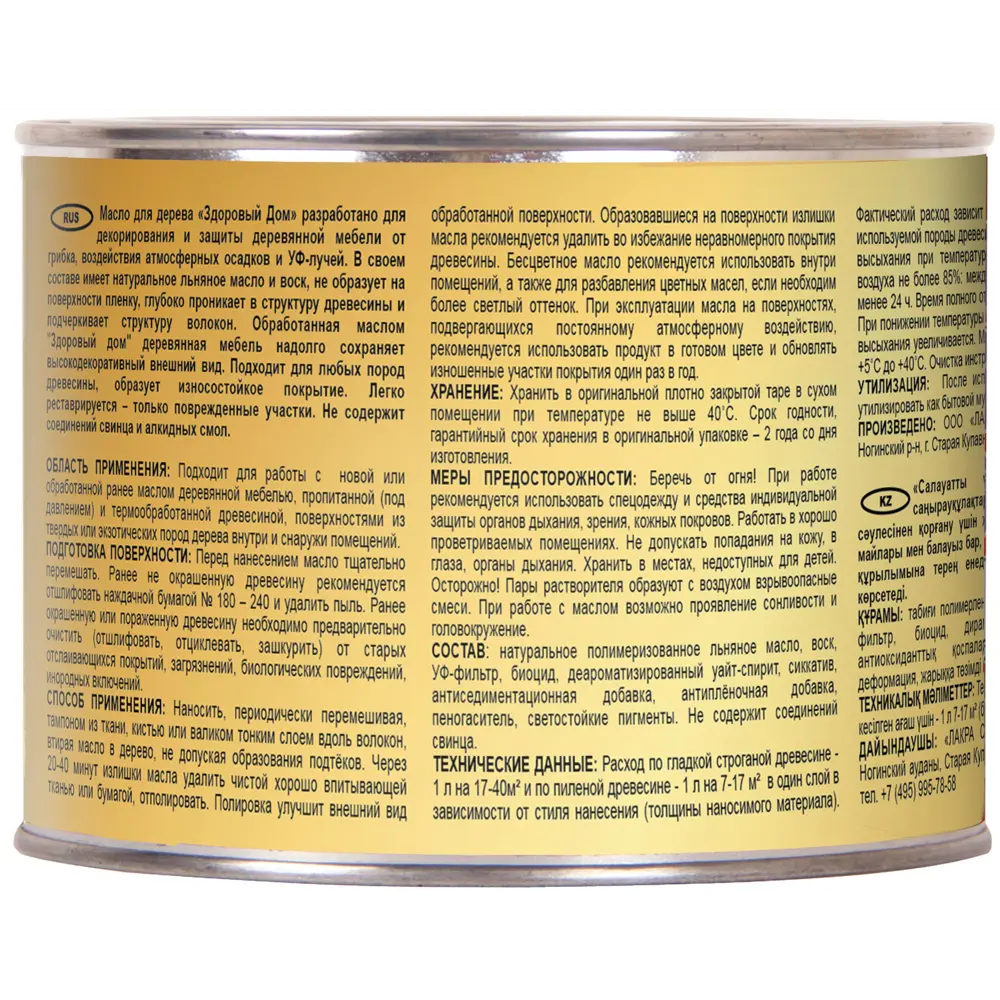 RUS Масло для дерева «Здоровый Дом» разработано для
декорирования и защиты деревянной мебели от
грибка, воздействия атмосферных осадков и УФ-лучей. В своем
составе имеет натуральное льняное масло и воск, не образует на
поверхности пленку, глубоко проникает в структуру древесины и
подчеркивает структуру волокон. Обработанная маслом
"Здоровый дом" деревянная мебель надолго сохраняет
высокодекоративный внешний вид. Подходит для любых пород
древесины, образует износостойкое покрытие. Легко
реставрируется – только поврежденные участки. Не содержит
соединений свинца и алкидных смол.
ОБЛАСТЬ ПРИМЕНЕНИЯ: Подходит для работы с новой или
обработанной ранее маслом деревянной мебелью, пропитанной (под
давлением) и термообработанной древесиной, поверхностями из
твердых или экзотических пород дерева внутри и снаружи помещений.
ПОДГОТОВКА ПОВЕРХНОСТИ: Перед нанесением масло тщательно
перемешать. Ранее не окрашенную древесину рекомендуется
отшлифовать наждачной бумагой № 180 – 240 и удалить пыль. Ранее
окрашенную или пораженную древесину необходимо предварительно
очистить (отшлифовать, отциклевать, зашкурить) от старых
отслаивающихся покрытий, загрязнений, биологических повреждений,
инородных включений.
СПОСОБ ПРИМЕНЕНИЯ: Наносить, периодически перемешивая,
тампоном из ткани, кистью или валиком тонким слоем вдоль волокон,
втирая масло в дерево, не допуская образования подтёков. Через
20-40 минут излишки масла удалить чистой хорошо впитывающей
тканью или бумагой, отполировать. Полировка улучшит внешний вид
обработанной поверхности. Образовавшиеся на поверхности излишки
масла рекомендуется удалить во избежание неравномерного покрытия
древесины. Бесцветное масло рекомендуется использовать внутри
помещений, а также для разбавления цветных масел, если необходим
более светлый оттенок. При эксплуатации масла на поверхностях,
подвергающихся постоянному атмосферному воздействию,
рекомендуется использовать продукт в готовом цвете и обновлять
изношенные участки покрытия один раз в год.
ХРАНЕНИЕ: Хранить в оригинальной плотно закрытой таре в сухом
помещении при температуре не выше 40˚С. Срок годности,
гарантийный срок хранения в оригинальной упаковке – 2 года со дня
изготовления.
МЕРЫ ПРЕДОСТОРОЖНОСТИ: Беречь от огня! При работе
рекомендуется использовать спецодежду и средства индивидуальной
защиты органов дыхания, зрения, кожных покровов. Работать в хорошо
проветриваемых помещениях. Не допускать попадания на кожу, в
глаза, органы дыхания. Хранить в местах, недоступных для детей.
Осторожно! Пары растворителя образуют с воздухом взрывоопасные
смеси. При работе с маслом возможно проявление сонливости и
головокружение.
СОСТАВ: натуральное полимеризованное льняное масло, воск,
УФ-фильтр, биоцид, деароматизированный уайт-спирит, сиккатив,
антиседиментационная добавка, антиплёночная добавка,
пеногаситель, светостойкие пигменты. Не содержит соединений
свинца.
ТЕХНИЧЕСКИЕ ДАННЫЕ: Расход по гладкой строганой древесине -
1 л на 17-40м² и по пиленой древесине - 1 л на 7-17 м² в один слой в
зависимости от стиля нанесения (толщины наносимого материала).
Фактический расход зависит
используемой породы
высыхания при
воздуха не более 85%:
менее 24 ч. Время полного
При понижении температуры
высыхания увеличивается.
+5˚С до +40˚С. Очистка
УТИЛИЗАЦИЯ: После
утилизировать как бытовой
ПРОИЗВЕДЕНО: ООО
Ногинский р-н, г. Старая
KZ «Салауатты
сәулесінен қорғану үшін
майлары мен балауыз бар,
құрылымына терең
көрсетеді.
ҚҰРАМЫ: табиғи
фильтр, биоцид,
антиоксиданттық
деформация, жарыққа төзімді
ТЕХНИКАЛЫҚ МӘЛІМЕТТЕР:
кесілген ағаш үшін - 1 л 7-17 м²
ДАЙЫНДАУШЫ: «ЛАКРА
Ногинский ауданы, Старая
тел. +7 (495) 995-78-58